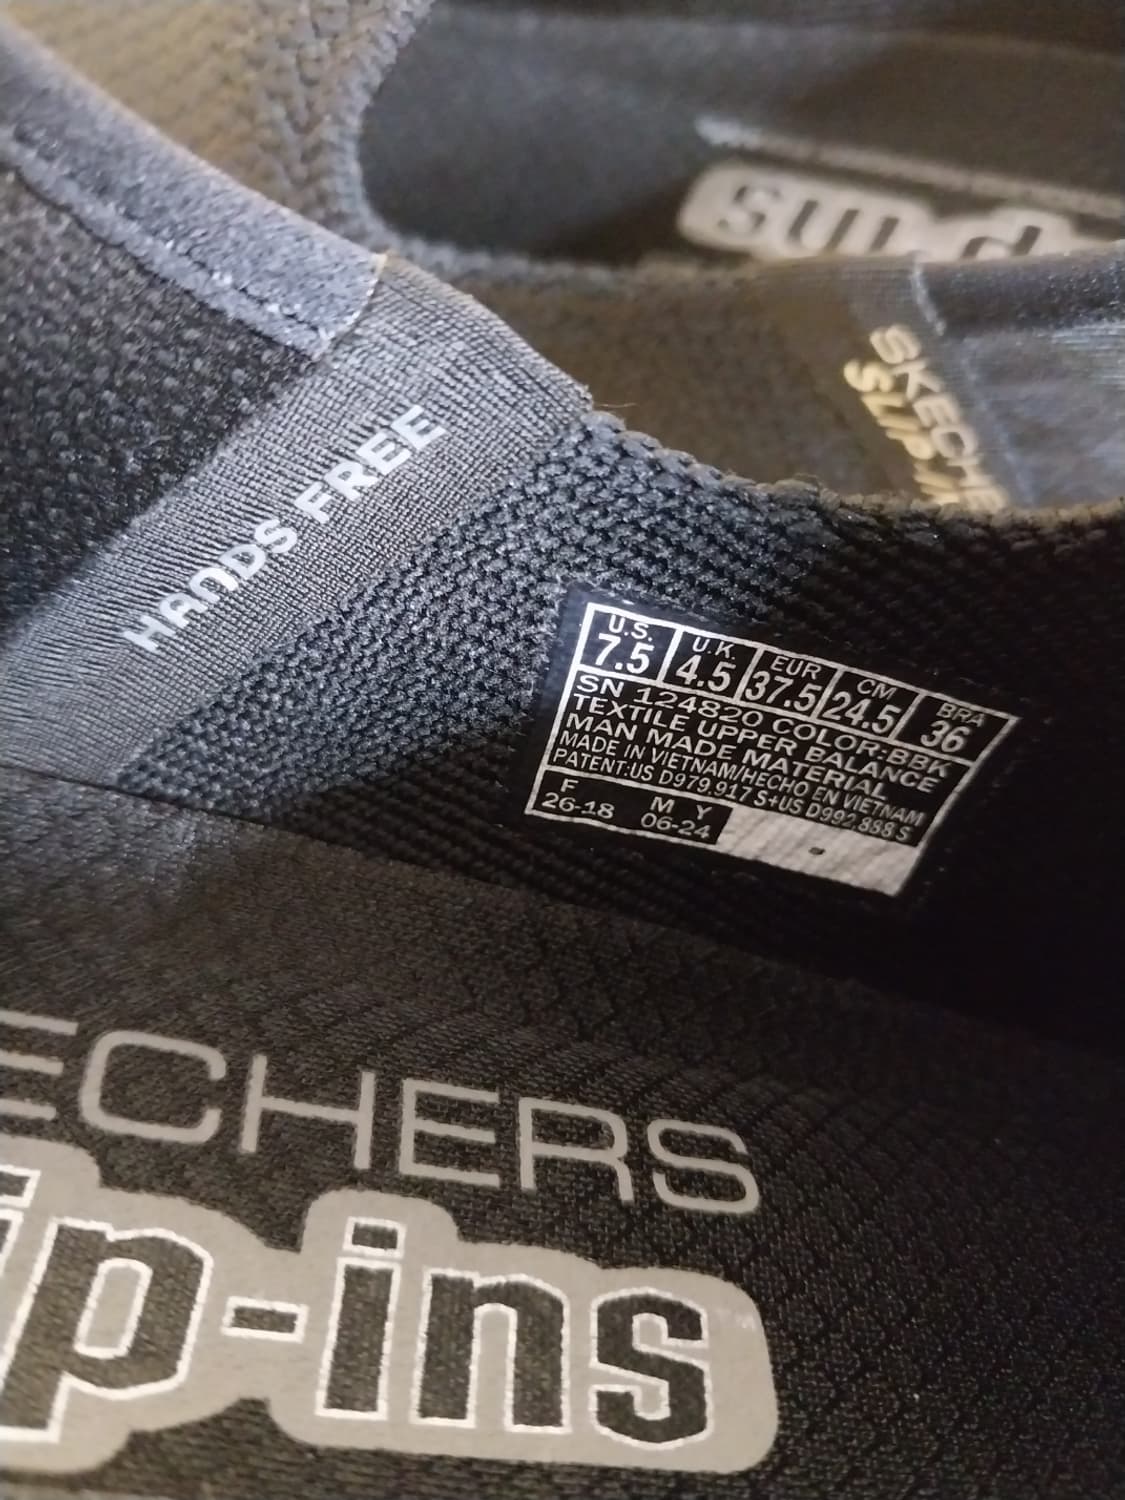 SKECHE
SLIP-I
HANDS FREE
U.S. U.K EUR CM BRA
7.5 4.5 37.5 24.5 36
SN 124820 COLOR:BBK
TEXTILE UPPER BALANCE
MAN MADE MATERIAL
MADE IN VIETNAM/HECHO EN VIETNAM
PATENT:US D979,917 S+US D992,888 S
F M Y
26-18 06-24
ECHERS
ip-ins